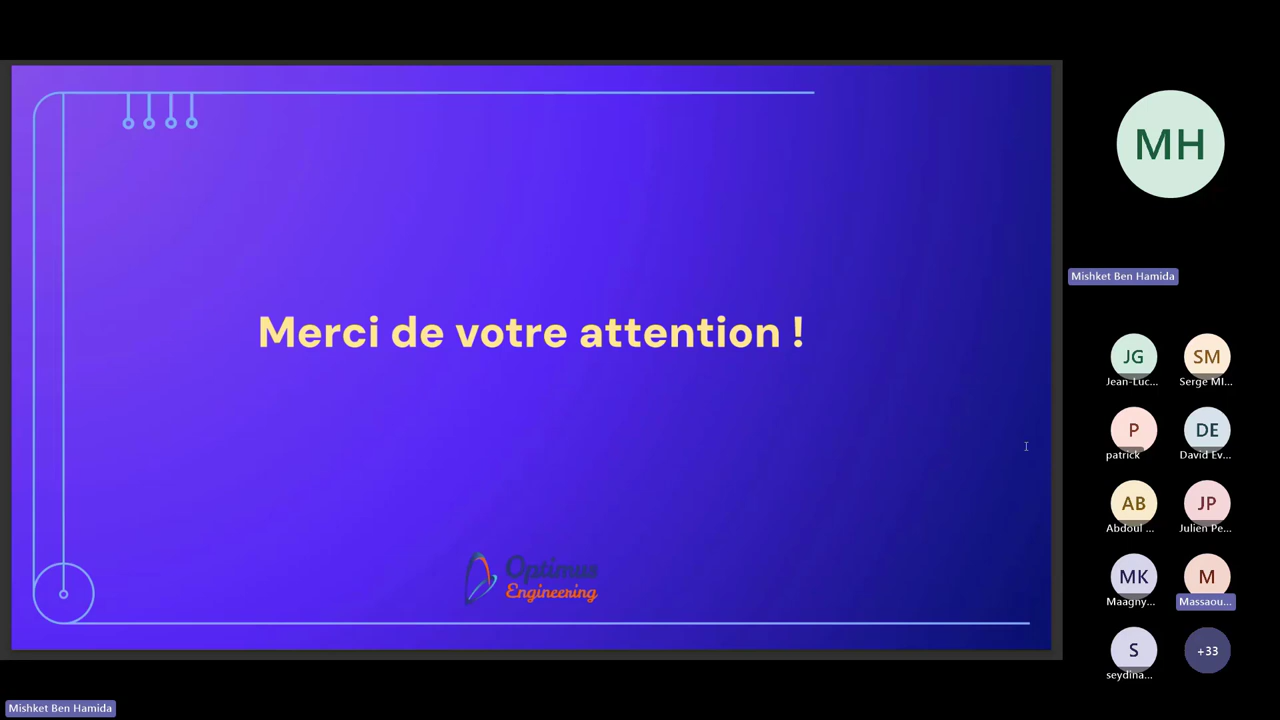 Merci de votre attention !
Optimus
Engineering
MH
Mishket Ben Hamida
JG
SM
Jean-Luc...
Serge MI...
P
DE
patrick
David Ev...
AB
JP
Abdoul ...
Julien Pe...
MK
M
Maagny...
Massaou...
S
+33
seydina...
Mishket Ben Hamida